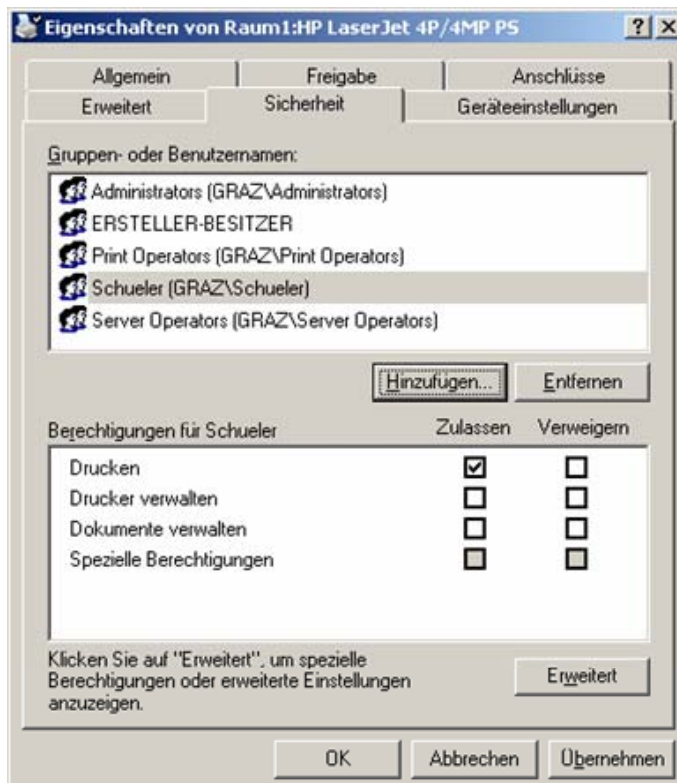 Eigenschaften von Raum1:HP LaserJet 4P/4MP PS
Allgemein Freigabe Anschlüsse
Erweitert Sicherheit Geräteeinstellungen
Gruppen- oder Benutzernamen:
Administrators (GRAZ\Administrators)
ERSTELLER-BESITZER
Print Operators (GRAZ\Print Operators)
Schueler (GRAZ\Schueler)
Server Operators (GRAZ\Server Operators)
Hinzufügen... Entfernen
Berechtigungen für Schueler Zulassen Verweigern
Drucken
Drucker verwalten
Dokumente verwalten
Spezielle Berechtigungen
Klicken Sie auf "Erweitert", um spezielle
Berechtigungen oder erweiterte Einstellungen
anzuzeigen.
Erweitert
OK Abbrechen Übernehmen